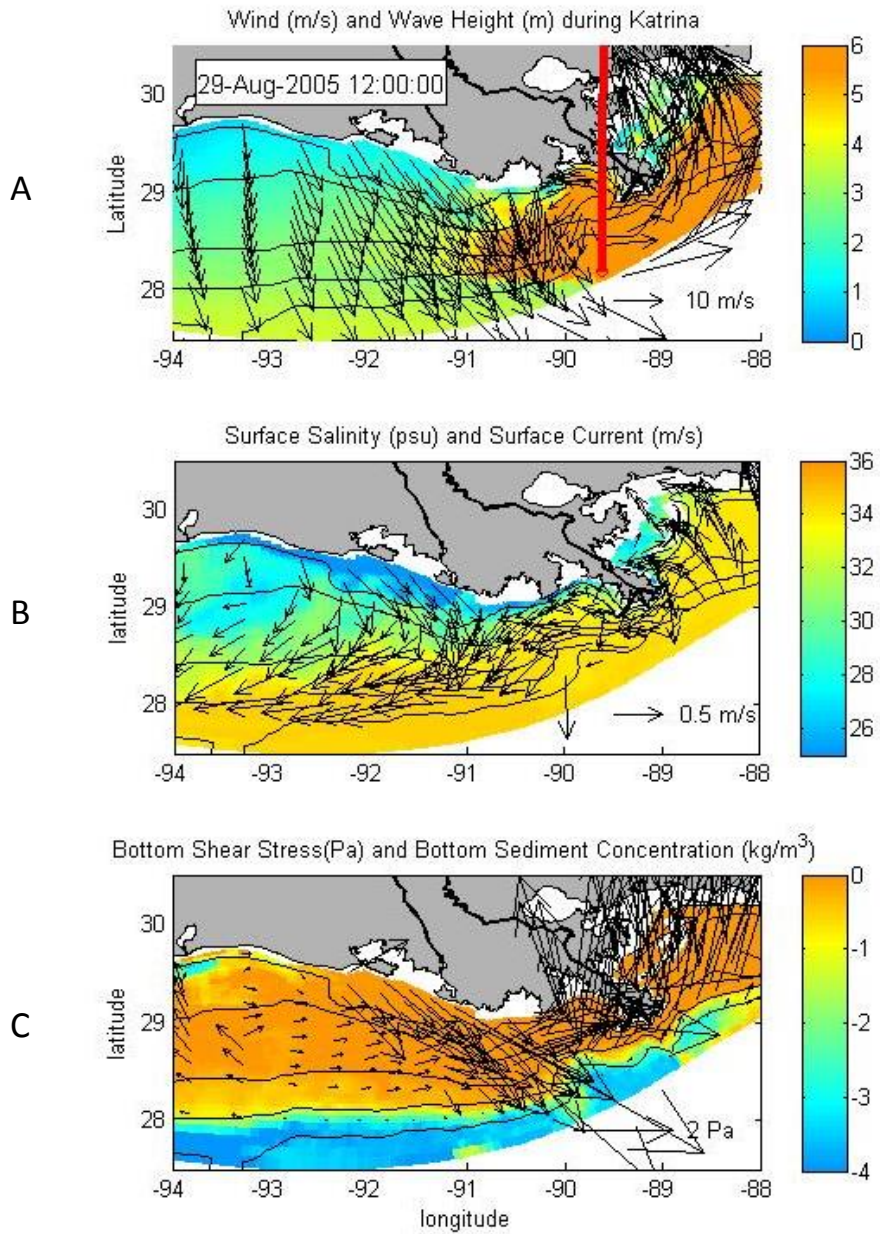 Wind (m/s) and Wave Height (m) during Katrina
A
29-Aug-2005 12:00:00
Latitude
30
29
28
10 m/s
-94 -93 -92 -91 -90 -89 -88
6
5
4
3
2
1
0
Surface Salinity (psu) and Surface Current (m/s)
B
latitude
30
29
28
0.5 m/s
-94 -93 -92 -91 -90 -89 -88
36
34
32
30
28
26
Bottom Shear Stress(Pa) and Bottom Sediment Concentration (kg/m³)
C
latitude
30
29
28
2 Pa
-94 -93 -92 -91 -90 -89 -88
longitude
0
-1
-2
-3
-4